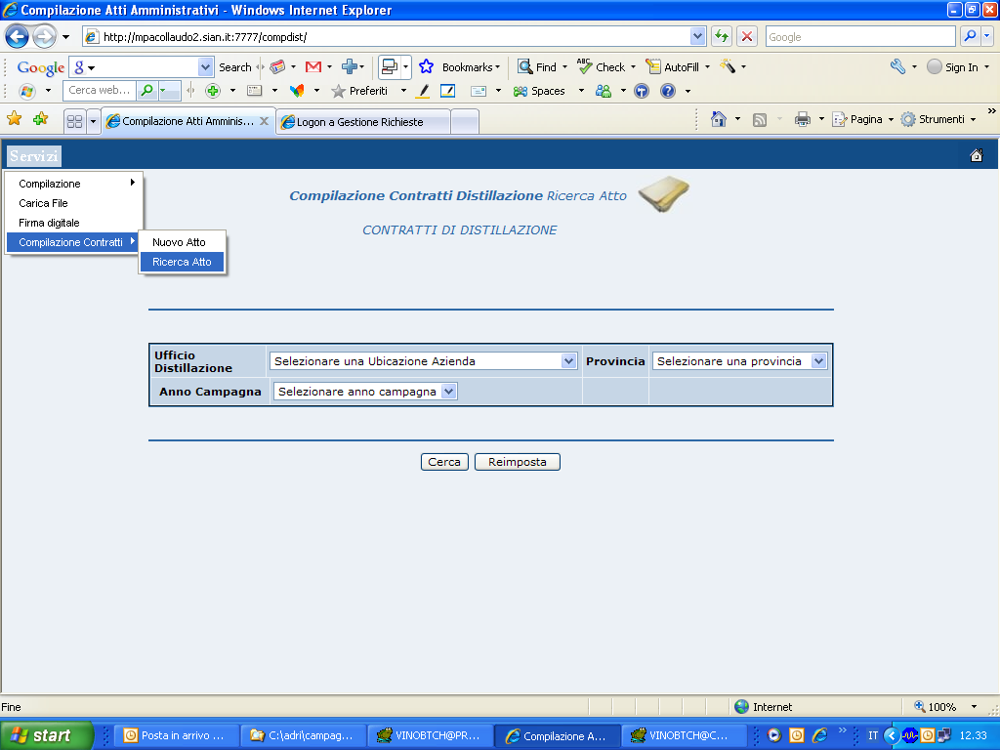 Compilazione Atti Amministrativi - Windows Internet Explorer
http://mpacollaudo2.sian.it:7777/compdist/
Google
Google Search Bookmarks Find Check AutoFill Sign In
Cerca web... Preferiti Spaces
Compilazione Atti Amminis... Logon a Gestione Richieste Pagina Strumenti
Servizi
Compilazione
Carica File
Firma digitale
Compilazione Contratti
Nuovo Atto
Ricerca Atto
Compilazione Contratti Distillazione Ricerca Atto
CONTRATTI DI DISTILLAZIONE
Ufficio Distillazione Selezionare una Ubicazione Azienda Provincia Selezionare una provincia
Anno Campagna Selezionare anno campagna
Cerca Reimposta
Fine Internet 100%
start Posta in arrivo ... C:\adri\campag... VINOBTCH@PR... Compilazione A... VINOBTCH@C... IT 12.33